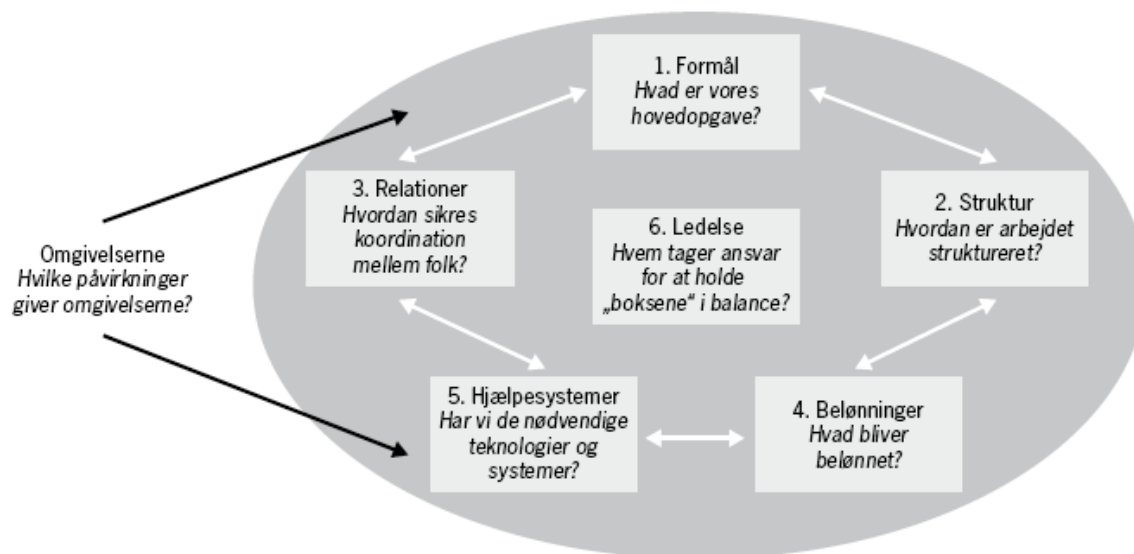 1. Formål
Hvad er vores
hovedopgave?
3. Relationer
Hvordan sikres
koordination
mellem folk?
2. Struktur
Hvordan er arbejdet
struktureret?
6. Ledelse
Hvem tager ansvar
for at holde
„boksene“ i balance?
Omgivelserne
Hvilke påvirkninger
giver omgivelserne?
5. Hjælpesystemer
Har vi de nødvendige
teknologier og
systemer?
4. Belønninger
Hvad bliver
belønnet?